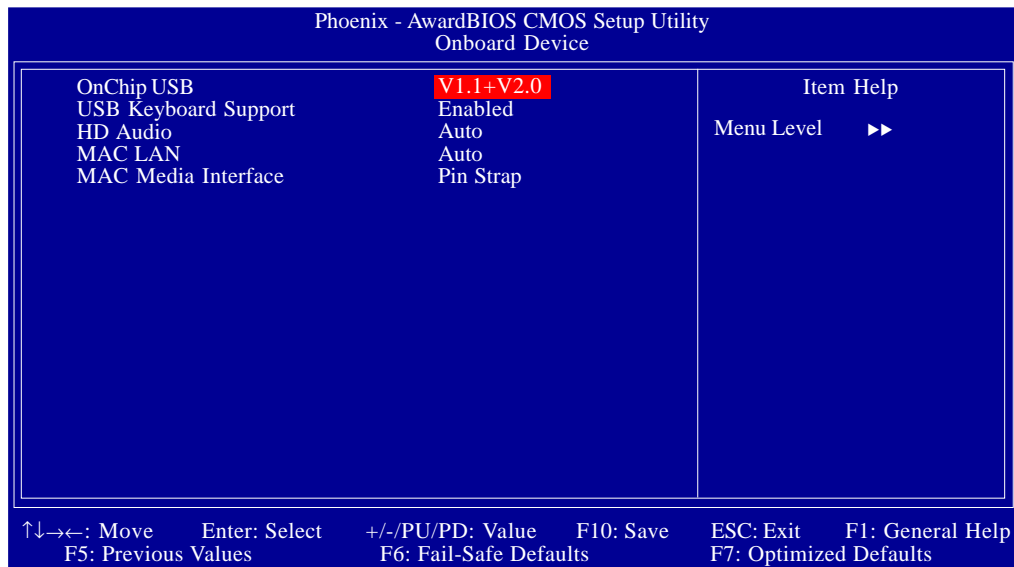 Phoenix - AwardBIOS CMOS Setup Utility
Onboard Device
OnChip USB V1.1+V2.0
USB Keyboard Support Enabled
HD Audio Auto
MAC LAN Auto
MAC Media Interface Pin Strap
Item Help
Menu Level ▸▸
↑↓→←: Move Enter: Select +/-/PU/PD: Value F10: Save ESC: Exit F1: General Help
F5: Previous Values F6: Fail-Safe Defaults F7: Optimized Defaults